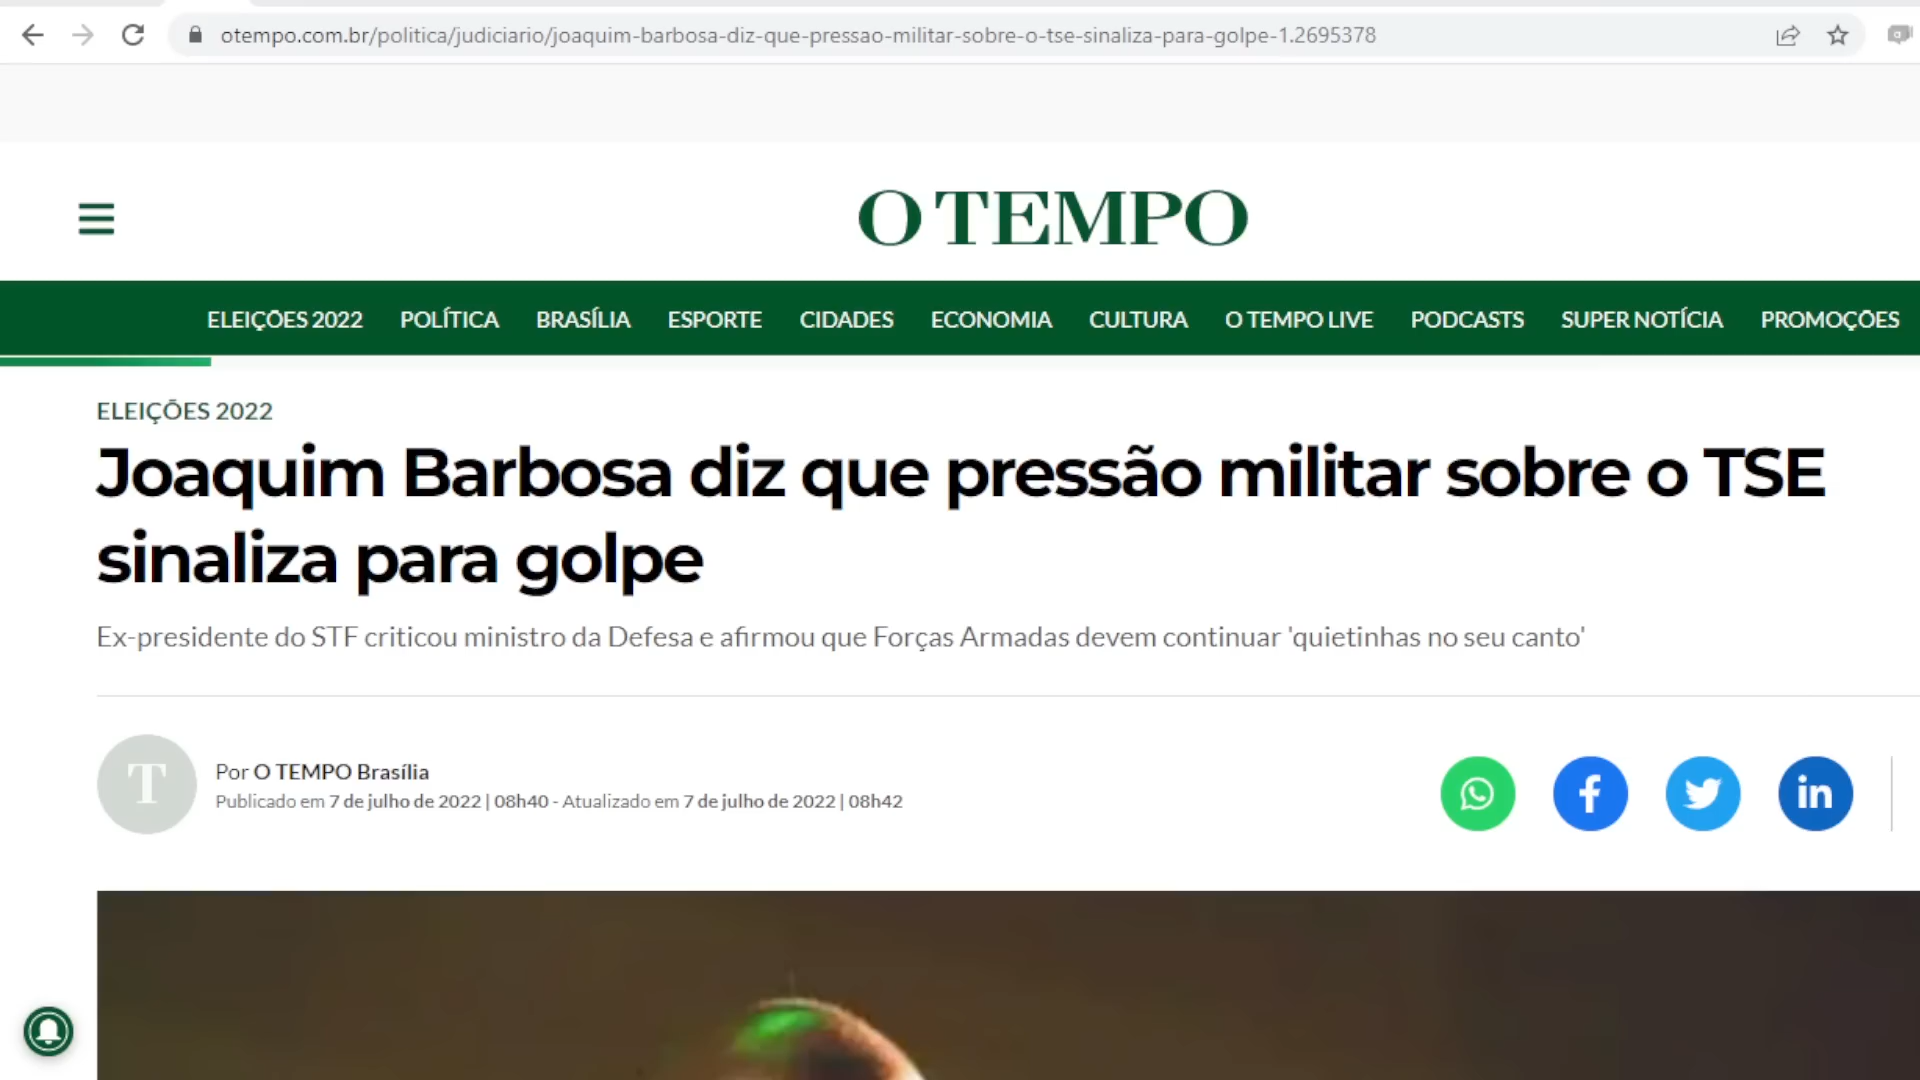 otempo.com.br/politica/judiciario/joaquim-barbosa-diz-que-pressao-militar-sobre-o-tse-sinaliza-para-golpe-1.2695378
O TEMPO
ELEIÇÕES 2022 POLÍTICA BRASÍLIA ESPORTE CIDADES ECONOMIA CULTURA O TEMPO LIVE PODCASTS SUPER NOTÍCIA PROMOÇÕES
ELEIÇÕES 2022
Joaquim Barbosa diz que pressão militar sobre o TSE
sinaliza para golpe
Ex-presidente do STF criticou ministro da Defesa e afirmou que Forças Armadas devem continuar 'quietinhas no seu canto'
T
Por O TEMPO Brasília
Publicado em 7 de julho de 2022 | 08h40 - Atualizado em 7 de julho de 2022 | 08h42